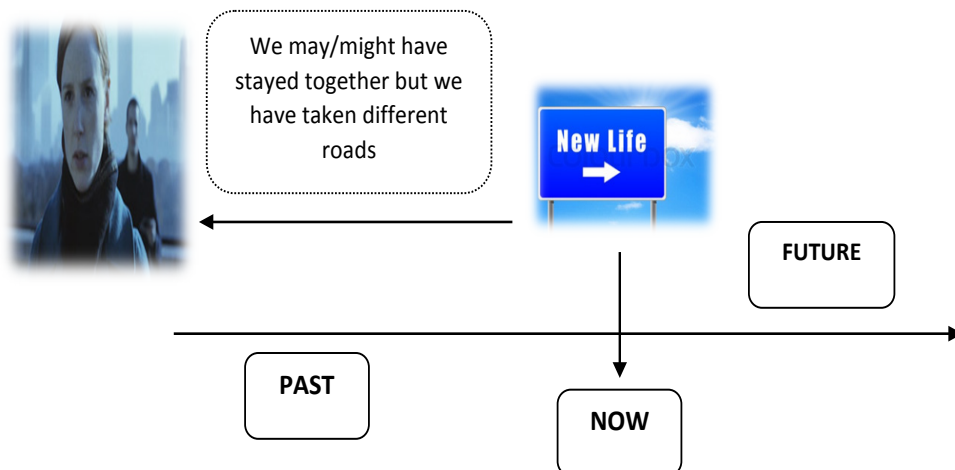 We may/might have
stayed together but we
have taken different
roads
New Life
FUTURE
PAST
NOW